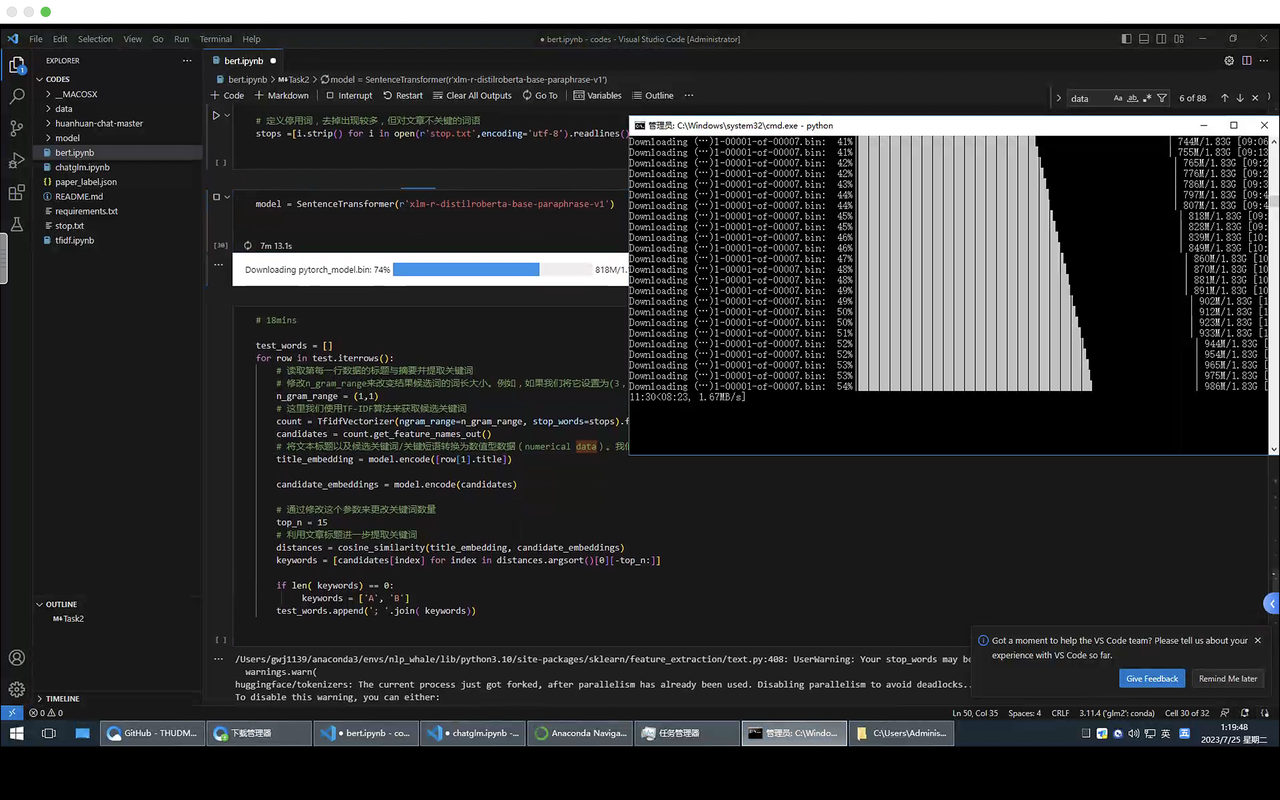 File Edit Selection View Go Run Terminal Help
● bert.ipynb - codes - Visual Studio Code [Administrator]
EXPLORER
CODES
__MACOSX
data
huanhuan-chat-master
model
bert.ipynb
chatglm.ipynb
paper_label.json
README.md
requirements.txt
stop.txt
tfidf.ipynb
OUTLINE
M↓Task2
TIMELINE
bert.ipynb ●
bert.ipynb > M↓Task2 > model = SentenceTransformer(r'xlm-r-distilroberta-base-paraphrase-v1')
+ Code + Markdown Interrupt Restart Clear All Outputs Go To Variables Outline ···
data Aa ab 6 of 88
# 定义停用词，去掉出现较多，但对文章不关键的词语
stops =[i.strip() for i in open(r'stop.txt',encoding='utf-8').readlines()
[ ]
model = SentenceTransformer(r'xlm-r-distilroberta-base-paraphrase-v1')
[30] 7m 13.1s
Downloading pytorch_model.bin: 74% 818M/1.
# 18mins
test_words = []
for row in test.iterrows():
# 读取第每一行数据的标题与摘要并提取关键词
# 修改n_gram_range来改变结果候选词的词长大小。例如，如果我们将它设置为(3，
n_gram_range = (1,1)
# 这里我们使用TF-IDF算法来获取候选关键词
count = TfidfVectorizer(ngram_range=n_gram_range, stop_words=stops).f
candidates = count.get_feature_names_out()
# 将文本标题以及候选关键词/关键短语转换为数值型数据（numerical data）。我们
title_embedding = model.encode([row[1].title])
candidate_embeddings = model.encode(candidates)
# 通过修改这个参数来更改关键词数量
top_n = 15
# 利用文章标题进一步提取关键词
distances = cosine_similarity(title_embedding, candidate_embeddings)
keywords = [candidates[index] for index in distances.argsort()[0][-top_n:]]
if len( keywords) == 0:
keywords = ['A', 'B']
test_words.append('; '.join( keywords))
[ ]
/Users/gwj1139/anaconda3/envs/nlp_whale/lib/python3.10/site-packages/sklearn/feature_extraction/text.py:408: UserWarning: Your stop_words may be
warnings.warn(
huggingface/tokenizers: The current process just got forked, after parallelism has already been used. Disabling parallelism to avoid deadlocks..
To disable this warning, you can either:
管理员: C:\Windows\system32\cmd.exe - python
Downloading (…)1-00001-of-00007.bin: 41% 744M/1.83G [09:06
Downloading (…)1-00001-of-00007.bin: 41% 755M/1.83G [09:13
Downloading (…)1-00001-of-00007.bin: 42% 765M/1.83G [09:2
Downloading (…)1-00001-of-00007.bin: 42% 776M/1.83G [09:2
Downloading (…)1-00001-of-00007.bin: 43% 786M/1.83G [09:3
Downloading (…)1-00001-of-00007.bin: 44% 797M/1.83G [09:4
Downloading (…)1-00001-of-00007.bin: 44% 807M/1.83G [09:4
Downloading (…)1-00001-of-00007.bin: 45% 818M/1.83G [09:
Downloading (…)1-00001-of-00007.bin: 45% 828M/1.83G [09:
Downloading (…)1-00001-of-00007.bin: 46% 839M/1.83G [10:
Downloading (…)1-00001-of-00007.bin: 46% 849M/1.83G [10:
Downloading (…)1-00001-of-00007.bin: 47% 860M/1.83G [10
Downloading (…)1-00001-of-00007.bin: 48% 870M/1.83G [10
Downloading (…)1-00001-of-00007.bin: 48% 881M/1.83G [10
Downloading (…)1-00001-of-00007.bin: 49% 891M/1.83G [10
Downloading (…)1-00001-of-00007.bin: 49% 902M/1.83G [1
Downloading (…)1-00001-of-00007.bin: 50% 912M/1.83G [1
Downloading (…)1-00001-of-00007.bin: 50% 923M/1.83G [1
Downloading (…)1-00001-of-00007.bin: 51% 933M/1.83G [1
Downloading (…)1-00001-of-00007.bin: 52% 944M/1.83G [
Downloading (…)1-00001-of-00007.bin: 52% 954M/1.83G [
Downloading (…)1-00001-of-00007.bin: 53% 965M/1.83G [
Downloading (…)1-00001-of-00007.bin: 53% 975M/1.83G [
Downloading (…)1-00001-of-00007.bin: 54% 986M/1.83G [
11:30<08:23, 1.67MB/s]
Got a moment to help the VS Code team? Please tell us about your
experience with VS Code so far.
Give Feedback Remind Me later
0 0 Ln 50, Col 35 Spaces: 4 CRLF 3.11.4 ('glm2': conda) Cell 30 of 32
GitHub - THUDM... 下载管理器 ● bert.ipynb - co... ● chatglm.ipynb -... Anaconda Naviga... 任务管理器 管理员: C:\Windo... C:\Users\Adminis... 英 1:19:48
2023/7/25 星期二